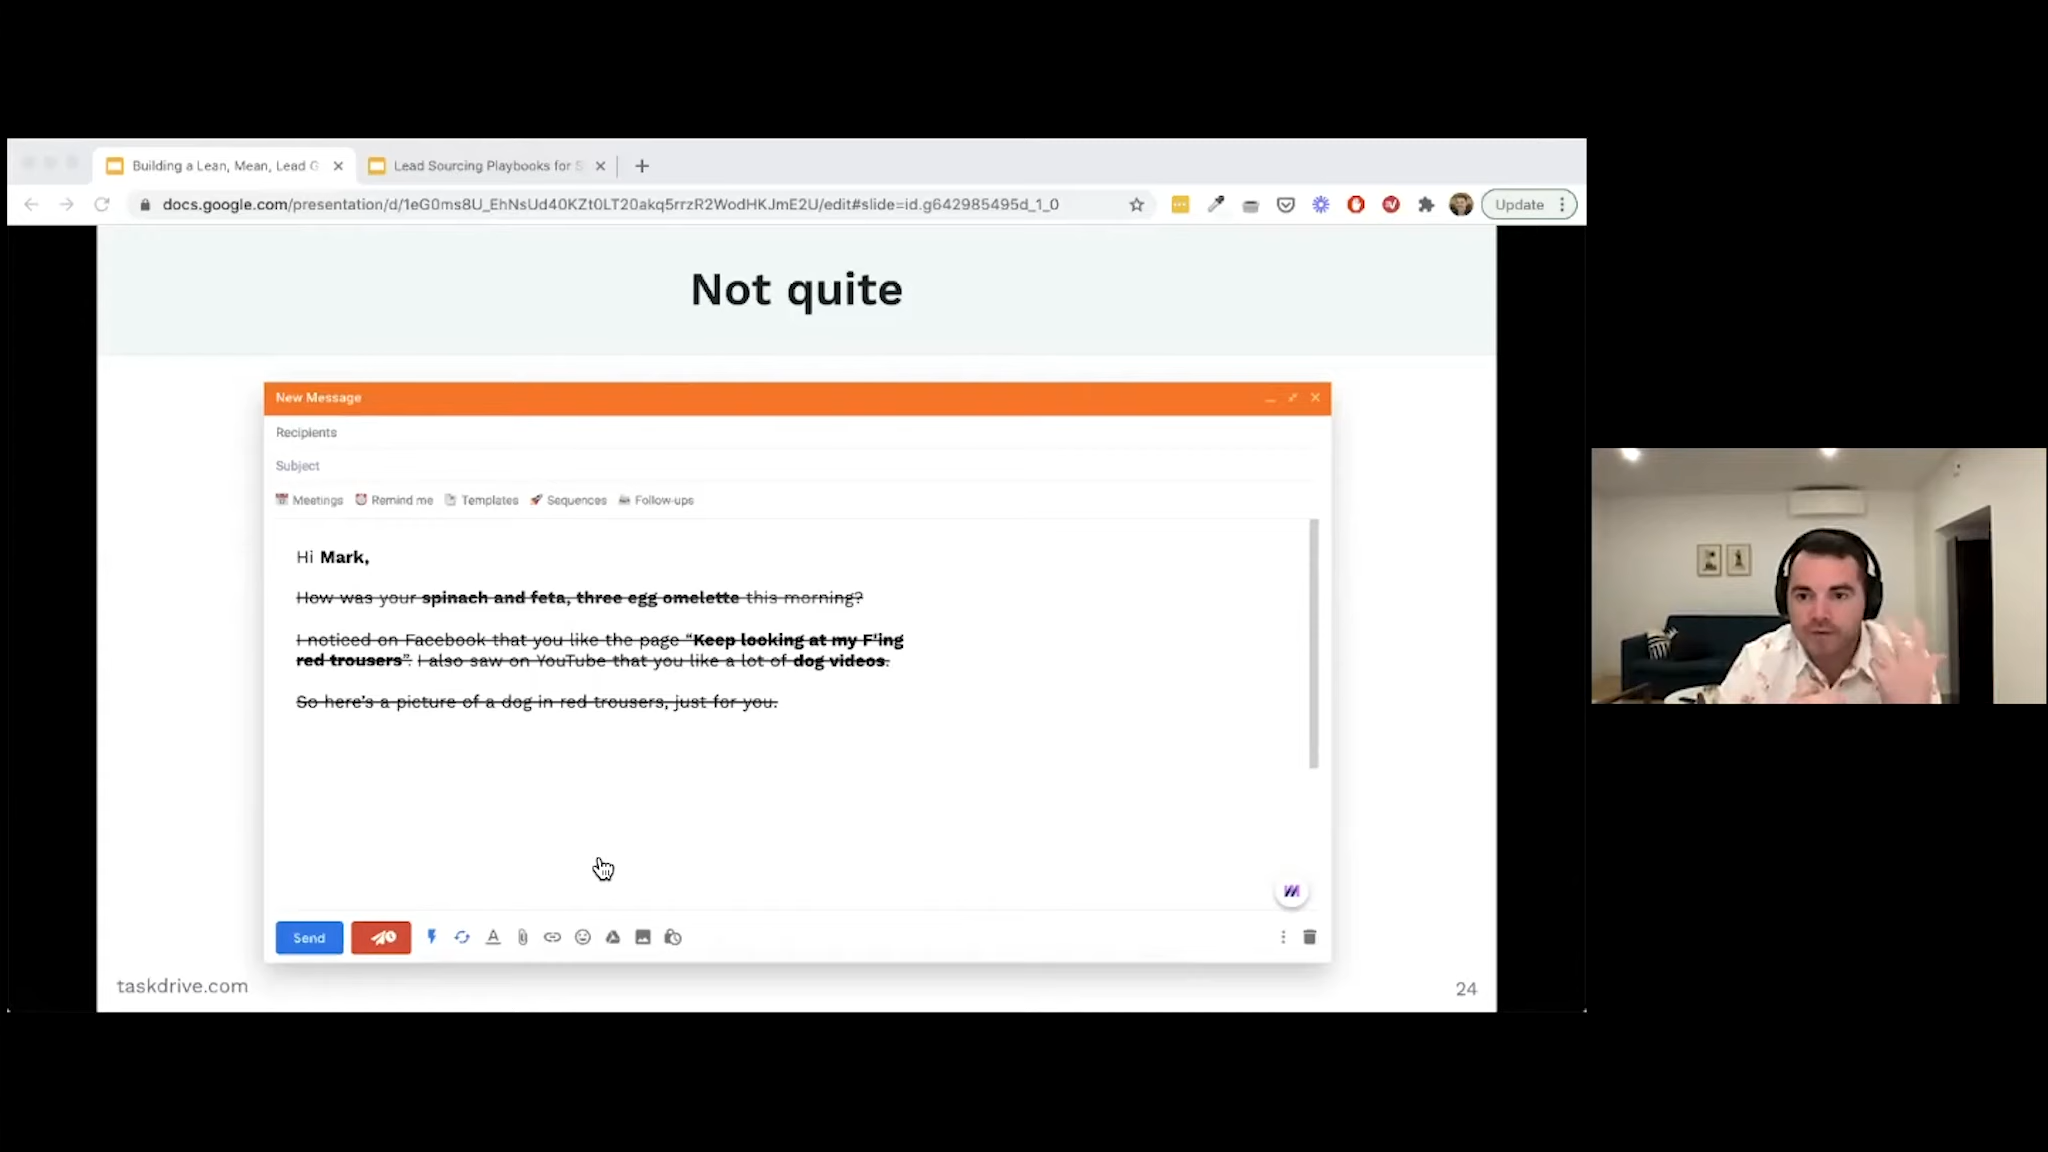 Building a Lean, Mean, Lead G
Lead Sourcing Playbooks for S
docs.google.com/presentation/d/1eG0ms8U_EhNsUd40KZt0LT20akq5rrzR2WodHKJmE2U/edit#slide=id.g642985495d_1_0
Update
Not quite
New Message
Recipients
Subject
Meetings Remind me Templates Sequences Follow-ups
Hi Mark,
How was your spinach and feta, three egg omelette this morning?
I noticed on Facebook that you like the page “Keep looking at my F'ing
red trousers”. I also saw on YouTube that you like a lot of dog videos.
So here's a picture of a dog in red trousers, just for you.
Send
taskdrive.com
24